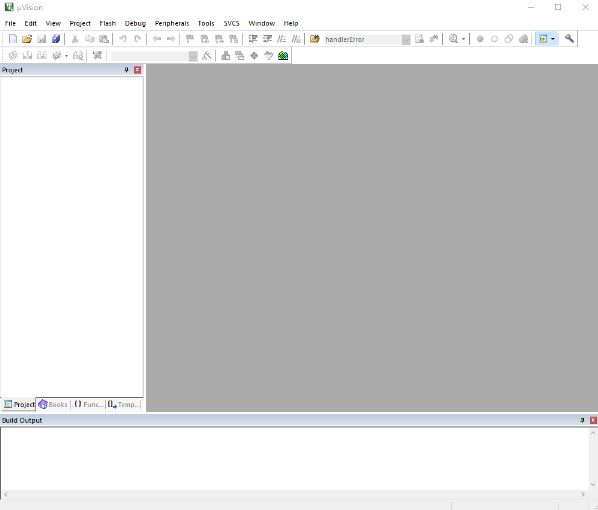 µVision
File Edit View Project Flash Debug Peripherals Tools SVCS Window Help
handlerError
Project
Project Books Func... Temp...
Build Output